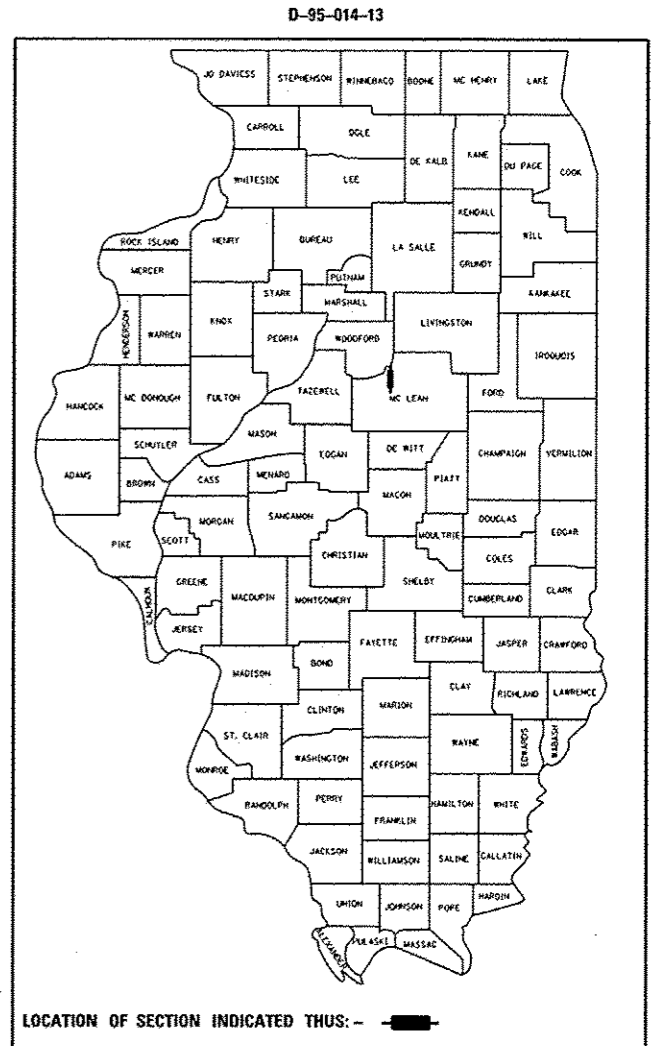 D-95-014-13
JO DAVIESS STEPHENSON WINNEBAGO BOONE MC HENRY LAKE
CARROLL OGLE
DE KALB KANE DU PAGE COOK
WHITESIDE LEE
KENDALL
ROCK ISLAND HENRY BUREAU LA SALLE WILL
MERCER PUTNAM GRUNDY
STARK MARSHALL KANKAKEE
HENDERSON WARREN KNOX PEORIA WOODFORD LIVINGSTON IROQUOIS
HANCOCK MC DONOUGH FULTON TAZEWELL MC LEAN FORD
SCHUYLER MASON LOGAN DE WITT CHAMPAIGN VERMILION
ADAMS BROWN CASS MENARD MACON PIATT
PIKE SCOTT MORGAN SANGAMON MOULTRIE DOUGLAS EDGAR
CHRISTIAN COLES
CALHOUN GREENE MACOUPIN MONTGOMERY SHELBY CUMBERLAND CLARK
JERSEY FAYETTE EFFINGHAM JASPER CRAWFORD
MADISON BOND CLAY RICHLAND LAWRENCE
CLINTON MARION
ST. CLAIR WAYNE EDWARDS WABASH
MONROE WASHINGTON JEFFERSON
RANDOLPH PERRY HAMILTON WHITE
FRANKLIN
JACKSON WILLIAMSON SALINE GALLATIN
UNION JOHNSON POPE HARDIN
ALEXANDER PULASKI MASSAC
LOCATION OF SECTION INDICATED THUS: -